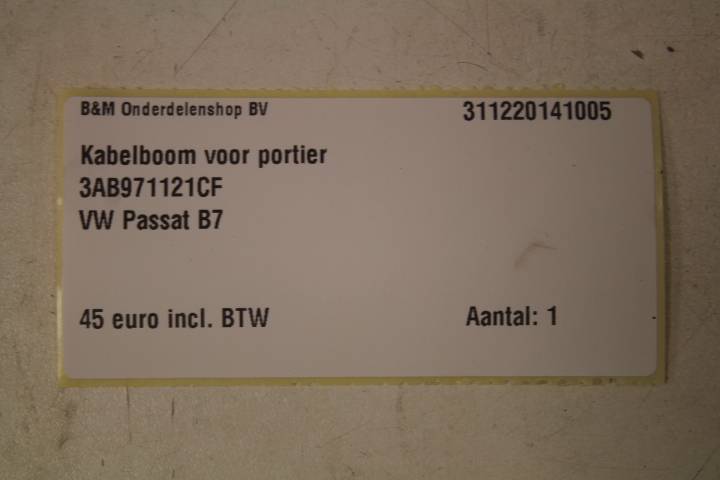 B&M Onderdelenshop BV 311220141005
Kabelboom voor portier
3AB971121CF
VW Passat B7
45 euro incl. BTW Aantal: 1